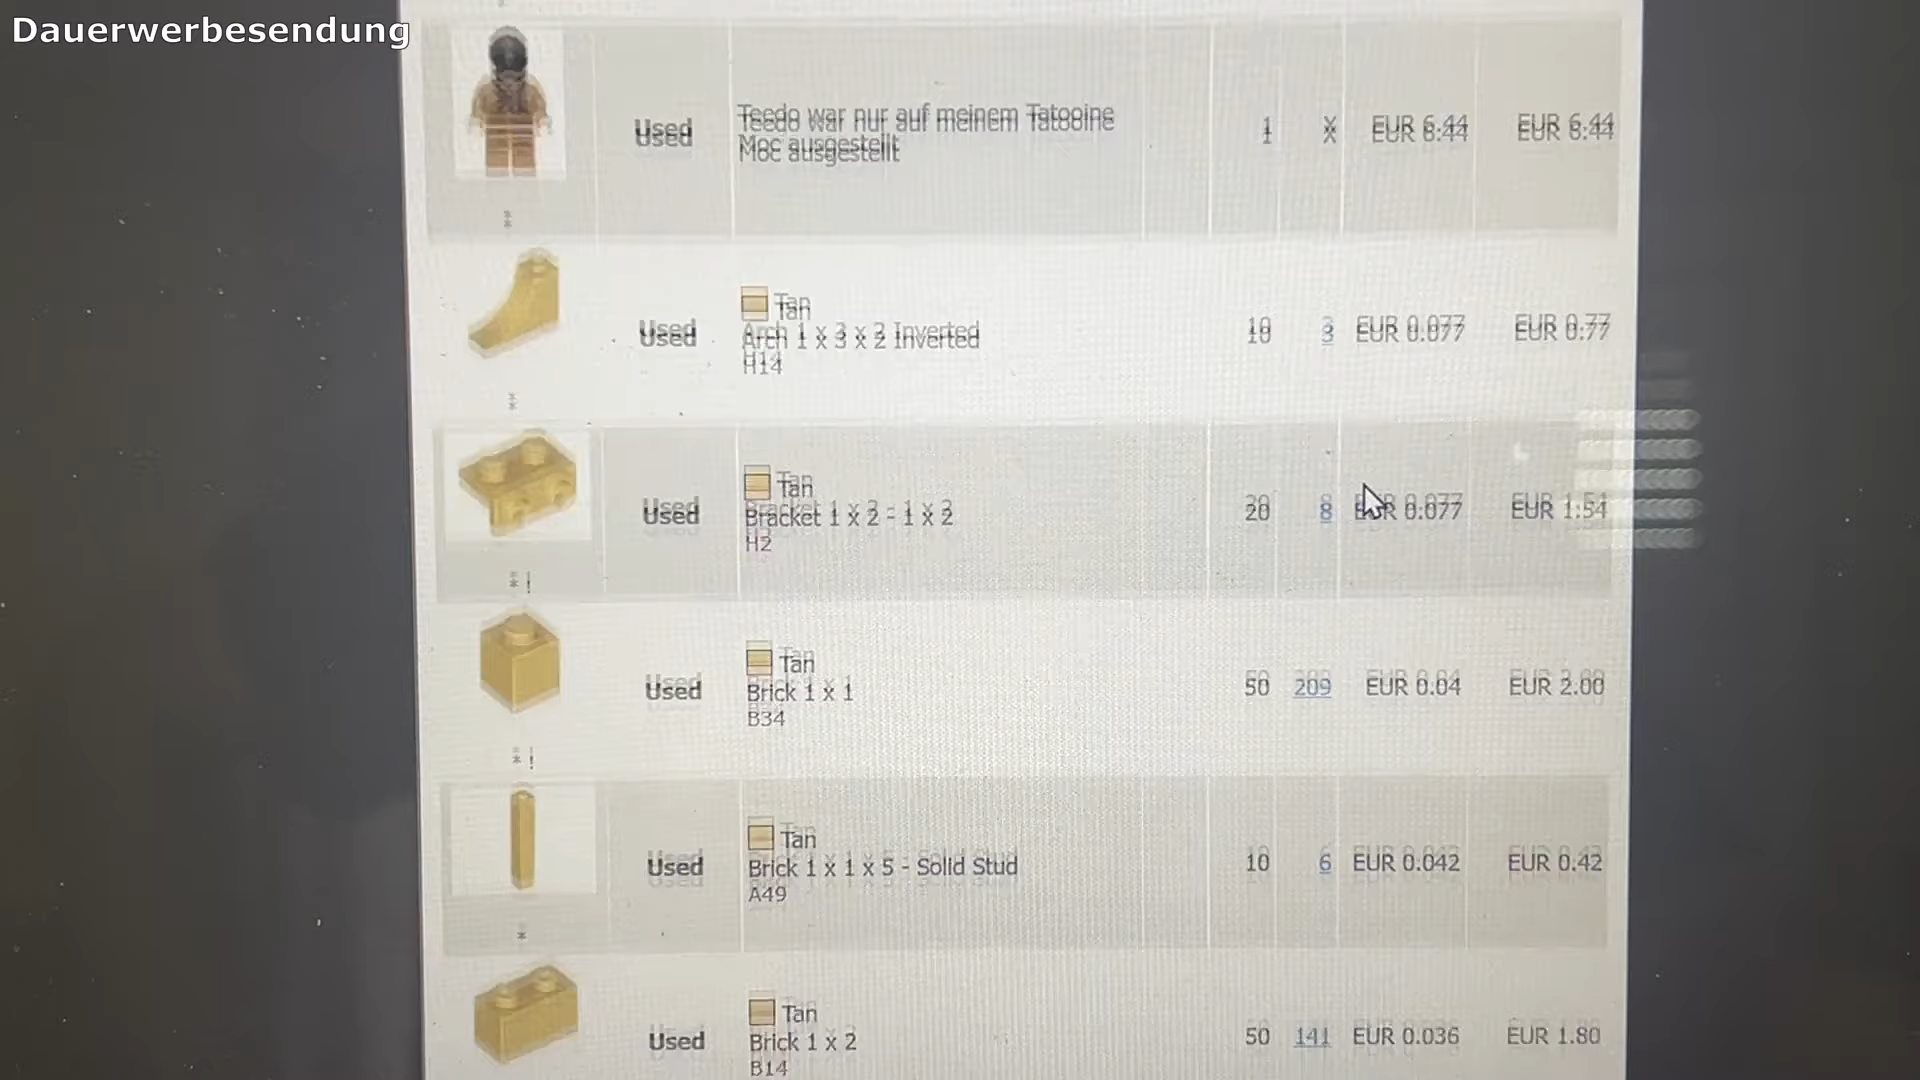 Dauerwerbesendung
Used
Teedo war nur auf meinem Tatooine
Moc ausgestellt
1 X EUR 6.44 EUR 6.44
**
Used
Tan
Arch 1 x 3 x 2 Inverted
H14
10 3 EUR 0.077 EUR 0.77
**
Used
Tan
Bracket 1 x 2 - 1 x 2
H2
20 8 EUR 0.077 EUR 1.54
**!
Used
Tan
Brick 1 x 1
B34
50 209 EUR 0.04 EUR 2.00
**!
Used
Tan
Brick 1 x 1 x 5 - Solid Stud
A49
10 6 EUR 0.042 EUR 0.42
*
Used
Tan
Brick 1 x 2
B14
50 141 EUR 0.036 EUR 1.80